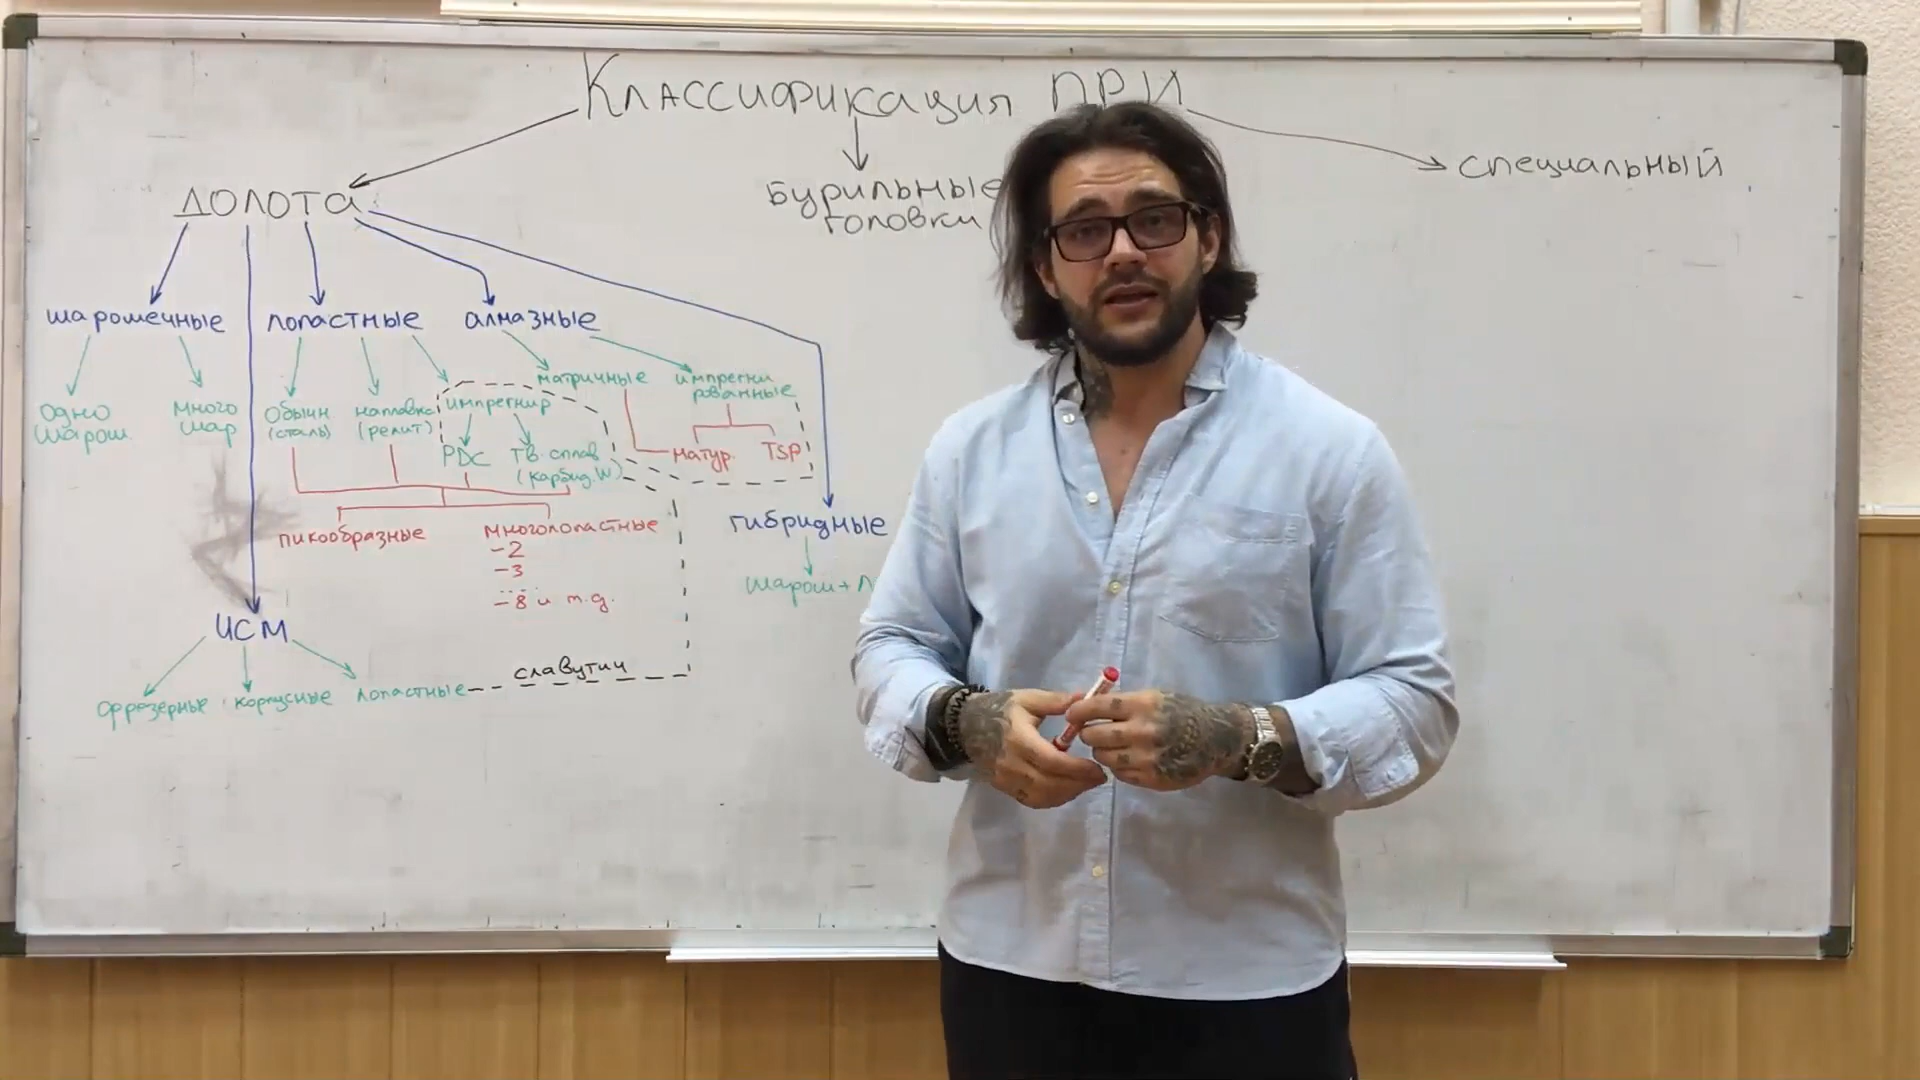 Классификация ПРИ
долота
бурильные
головки
специальный
шарошечные
лопастные
алмазные
одно
шарош.
много
шар
обычн
(сталь)
наплавка
(релит)
импрегнир
PDC
тв. сплав
(карбид. W)
матричные
импрегни
рованные
натур.
TSP
пикообразные
многолопастные
-2
-3
-8 и т.д.
гибридные
шарош + Л
ИСМ
фрезерные
корпусные
лопастные
славутич